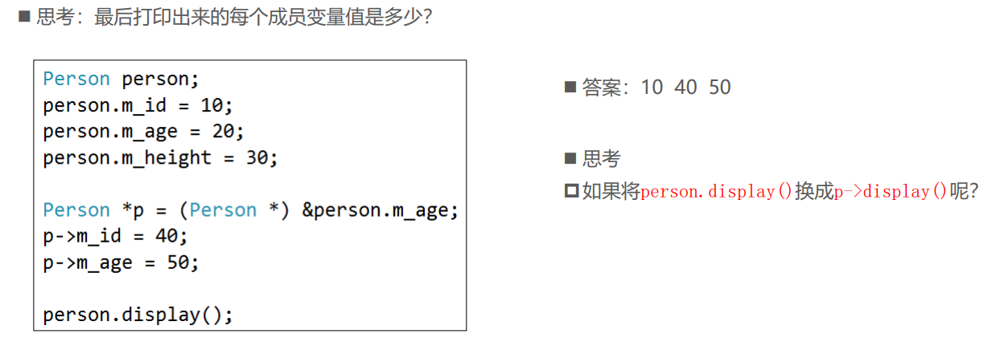 ■ 思考：最后打印出来的每个成员变量值是多少？
Person person;
person.m_id = 10;
person.m_age = 20;
person.m_height = 30;
Person *p = (Person *) &person.m_age;
p->m_id = 40;
p->m_age = 50;
person.display();
■ 答案：10 40 50
■ 思考
如果将person.display()换成p->display()呢？